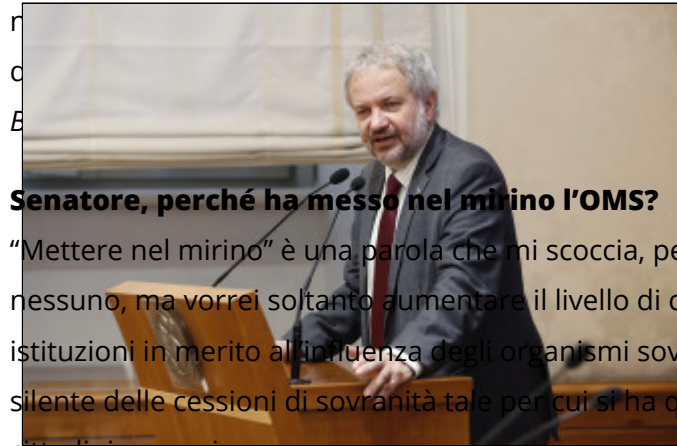 Senatore, perché ha messo nel mirino l’OMS?
“Mettere nel mirino” è una parola che mi scoccia, pe
nessuno, ma vorrei soltanto aumentare il livello di c
istituzioni in merito all’influenza degli organismi sov
silente delle cessioni di sovranità tale per cui si ha